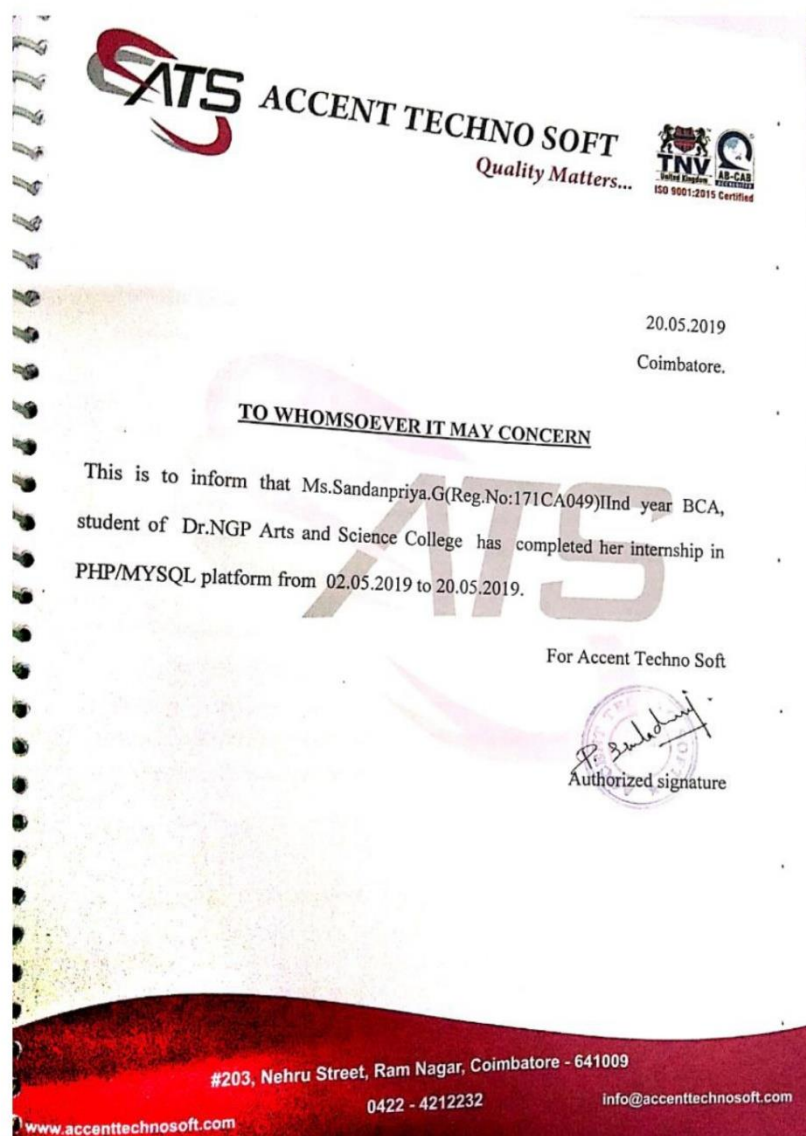 ATS ACCENT TECHNO SOFT
Quality Matters...
TNV
United Kingdom
AB-CAB
ACCREDITED
ISO 9001:2015 Certified
20.05.2019
Coimbatore.
TO WHOMSOEVER IT MAY CONCERN
This is to inform that Ms.Sandanpriya.G(Reg.No:171CA049)IInd year BCA,
student of Dr.NGP Arts and Science College has completed her internship in
PHP/MYSQL platform from 02.05.2019 to 20.05.2019.
ATS
For Accent Techno Soft
Authorized signature
#203, Nehru Street, Ram Nagar, Coimbatore - 641009
0422 - 4212232
info@accenttechnosoft.com
www.accenttechnosoft.com